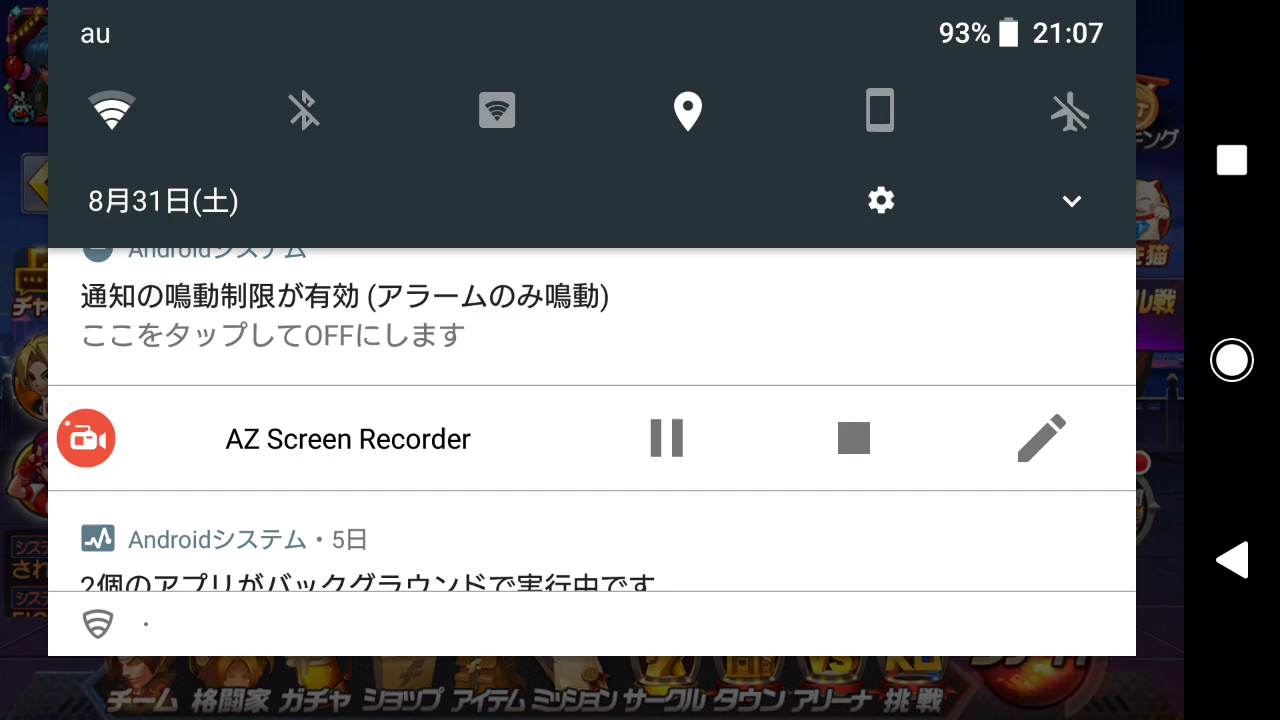 au
93% 21:07
8月31日(土)
Androidシステム
通知の鳴動制限が有効 (アラームのみ鳴動)
ここをタップしてOFFにします
AZ Screen Recorder
Androidシステム・5日
2個のアプリがバックグラウンドで実行中です
チーム 格闘家 ガチャ ショップ アイテム ミッション サークル タウン アリーナ 挑戦